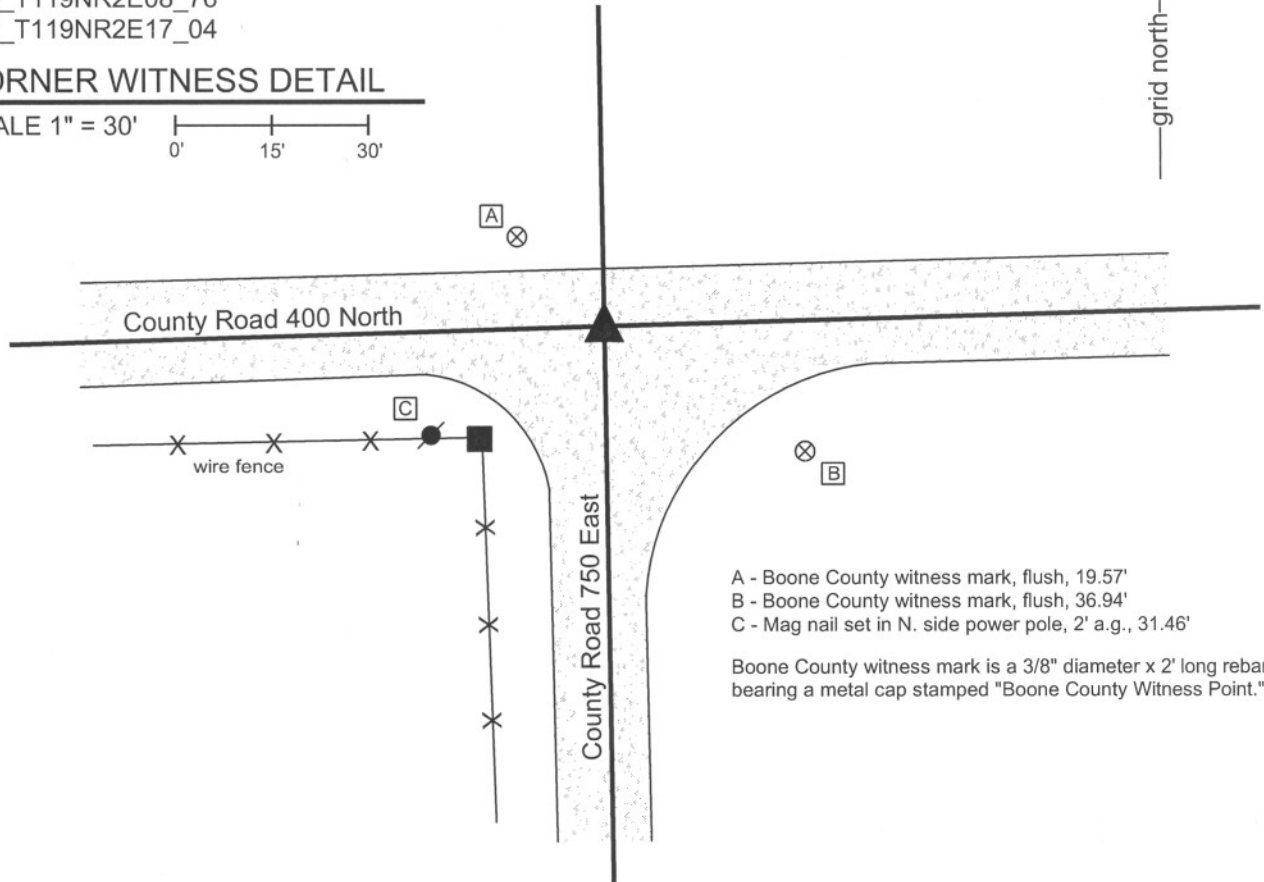 _T119NR2E08_76
_T119NR2E17_04
ORNER WITNESS DETAIL
ALE 1" = 30'
0' 15' 30'
grid north
A
County Road 400 North
C
wire fence
B
County Road 750 East
A - Boone County witness mark, flush, 19.57'
B - Boone County witness mark, flush, 36.94'
C - Mag nail set in N. side power pole, 2' a.g., 31.46'
Boone County witness mark is a 3/8" diameter x 2' long rebar
bearing a metal cap stamped "Boone County Witness Point."